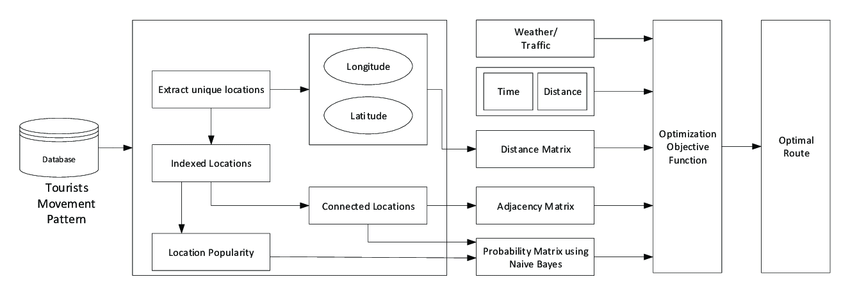 Database
Tourists
Movement
Pattern
Extract unique locations
Indexed Locations
Location Popularity
Longitude
Latitude
Connected Locations
Weather/
Traffic
Time
Distance
Distance Matrix
Adjacency Matrix
Probability Matrix using
Naive Bayes
Optimization
Objective
Function
Optimal
Route